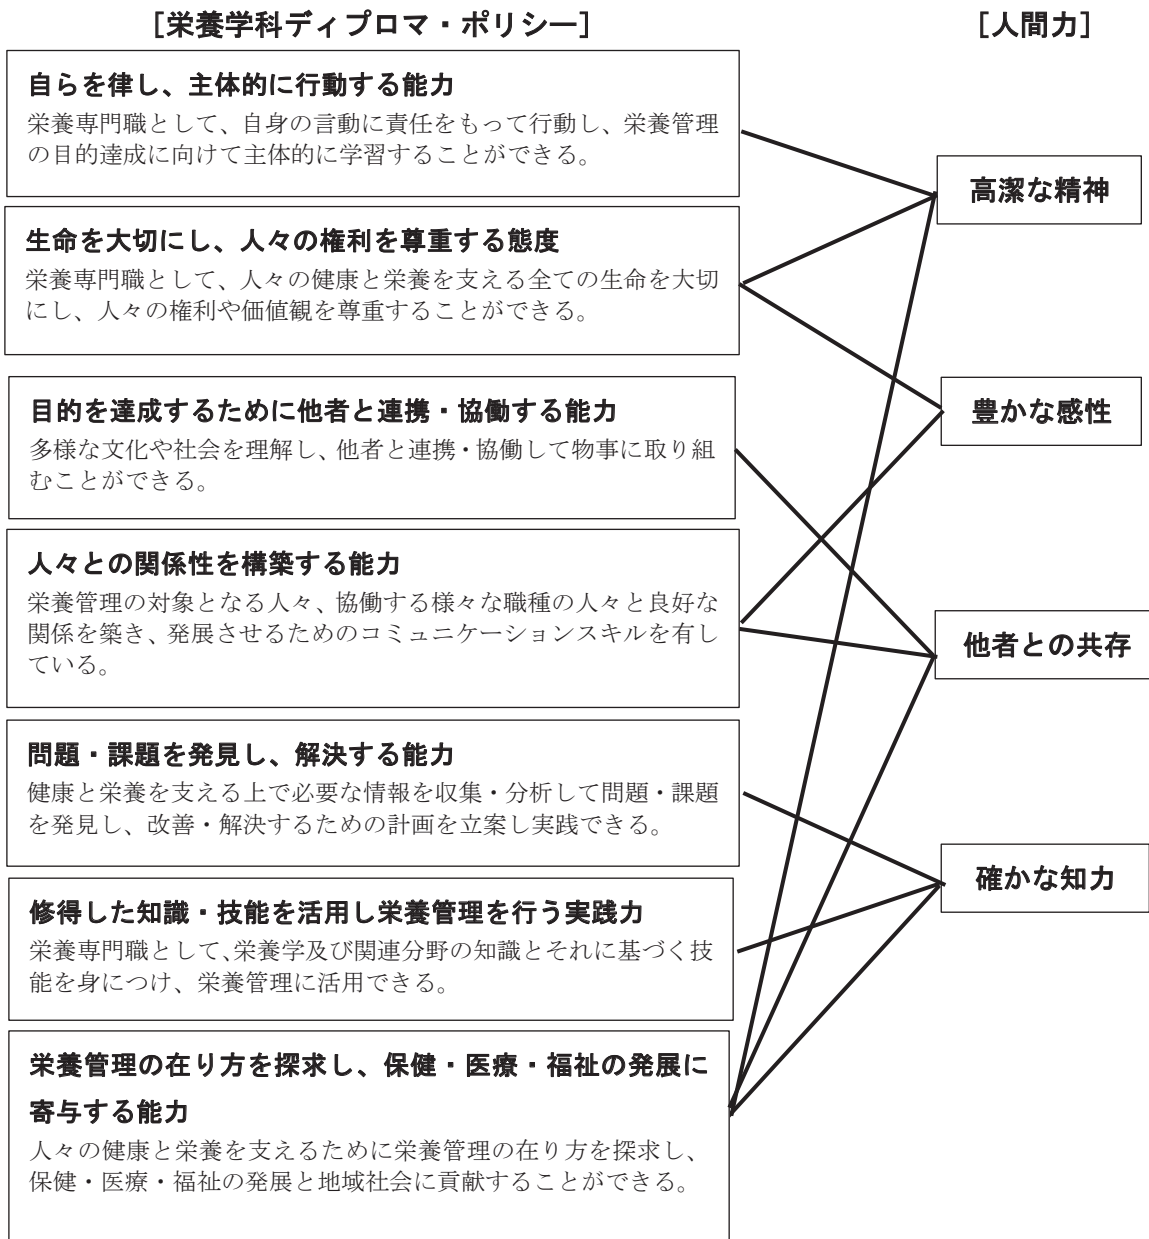 [栄養学科ディプロマ・ポリシー]
[人間力]
自らを律し、主体的に行動する能力
栄養専門職として、自身の言動に責任をもって行動し、栄養管理
の目的達成に向けて主体的に学習することができる。
高潔な精神
生命を大切にし、人々の権利を尊重する態度
栄養専門職として、人々の健康と栄養を支える全ての生命を大切
にし、人々の権利や価値観を尊重することができる。
目的を達成するために他者と連携・協働する能力
多様な文化や社会を理解し、他者と連携・協働して物事に取り組
むことができる。
豊かな感性
人々との関係性を構築する能力
栄養管理の対象となる人々、協働する様々な職種の人々と良好な
関係を築き、発展させるためのコミュニケーションスキルを有し
ている。
他者との共存
問題・課題を発見し、解決する能力
健康と栄養を支える上で必要な情報を収集・分析して問題・課題
を発見し、改善・解決するための計画を立案し実践できる。
確かな知力
修得した知識・技能を活用し栄養管理を行う実践力
栄養専門職として、栄養学及び関連分野の知識とそれに基づく技
能を身につけ、栄養管理に活用できる。
栄養管理の在り方を探求し、保健・医療・福祉の発展に
寄与する能力
人々の健康と栄養を支えるために栄養管理の在り方を探求し、
保健・医療・福祉の発展と地域社会に貢献することができる。